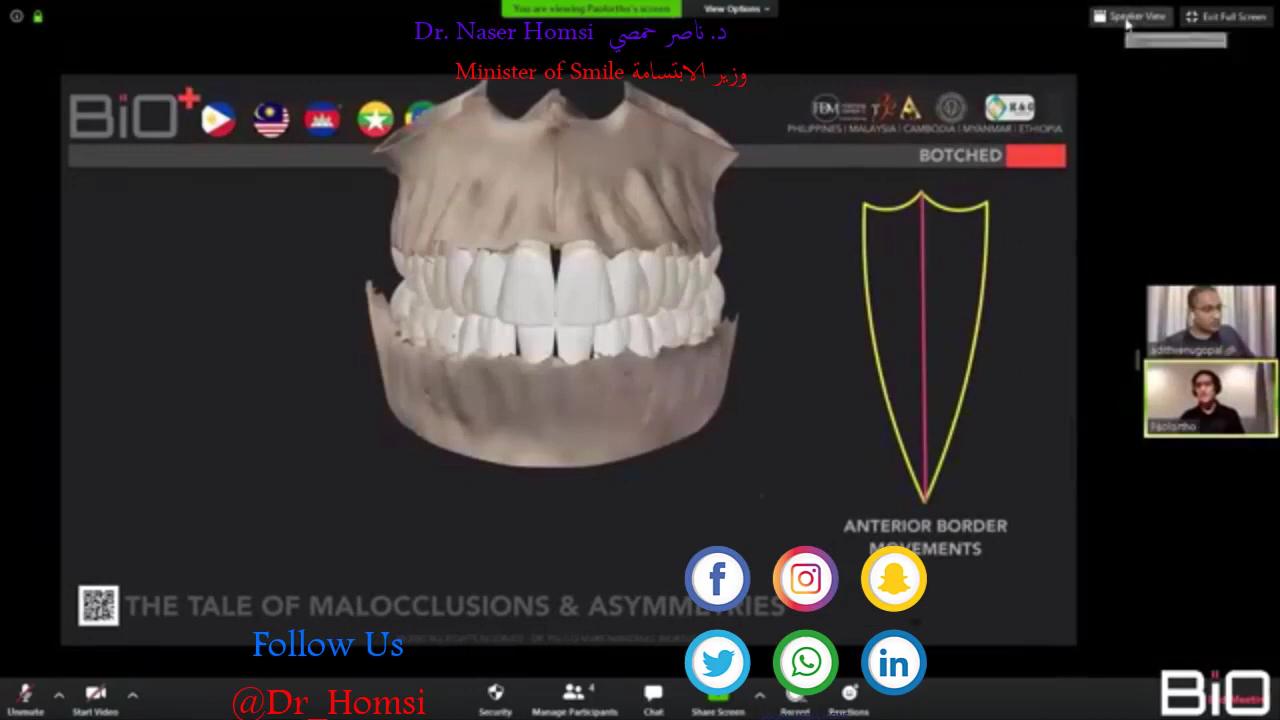 You are viewing Paolortho's screen
View Options
Speaker View
Exit Full Screen
Dr. Naser Homsi د. ناصر حمصي
Minister of Smile وزير الابتسامة
BiO+
PHILIPPINES | MALAYSIA | CAMBODIA | MYANMAR | ETHIOPIA
BOTCHED
adithvenugopal
Paolortho
ANTERIOR BORDER
MOVEMENTS
THE TALE OF MALOCCLUSIONS & ASYMMETRIES
Follow Us
@Dr_Homsi
Unmute
Start Video
Security
Manage Participants
4
Chat
Share Screen
Record
Reactions
BiO